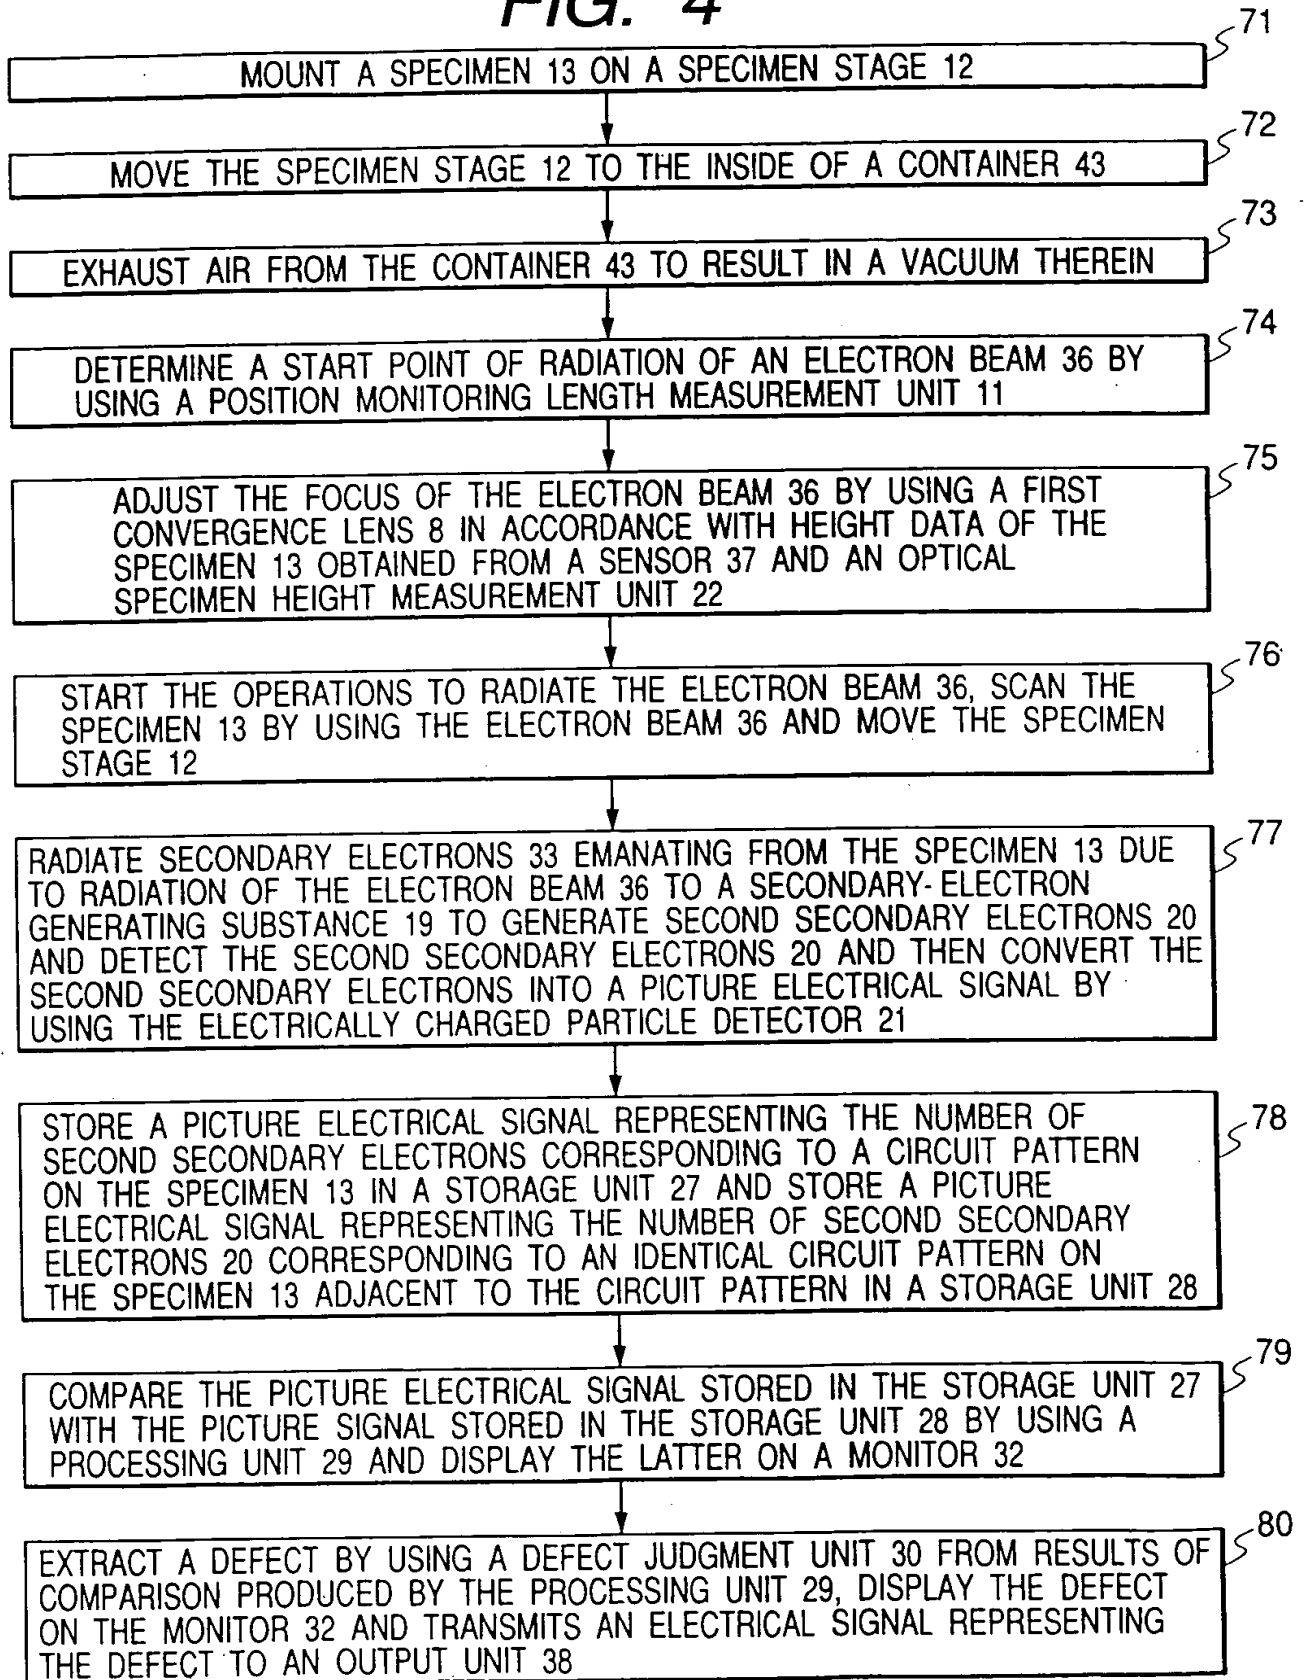 FIG. 4
71
MOUNT A SPECIMEN 13 ON A SPECIMEN STAGE 12
72
MOVE THE SPECIMEN STAGE 12 TO THE INSIDE OF A CONTAINER 43
73
EXHAUST AIR FROM THE CONTAINER 43 TO RESULT IN A VACUUM THEREIN
74
DETERMINE A START POINT OF RADIATION OF AN ELECTRON BEAM 36 BY
USING A POSITION MONITORING LENGTH MEASUREMENT UNIT 11
75
ADJUST THE FOCUS OF THE ELECTRON BEAM 36 BY USING A FIRST
CONVERGENCE LENS 8 IN ACCORDANCE WITH HEIGHT DATA OF THE
SPECIMEN 13 OBTAINED FROM A SENSOR 37 AND AN OPTICAL
SPECIMEN HEIGHT MEASUREMENT UNIT 22
76
START THE OPERATIONS TO RADIATE THE ELECTRON BEAM 36, SCAN THE
SPECIMEN 13 BY USING THE ELECTRON BEAM 36 AND MOVE THE SPECIMEN
STAGE 12
77
RADIATE SECONDARY ELECTRONS 33 EMANATING FROM THE SPECIMEN 13 DUE
TO RADIATION OF THE ELECTRON BEAM 36 TO A SECONDARY-ELECTRON
GENERATING SUBSTANCE 19 TO GENERATE SECOND SECONDARY ELECTRONS 20
AND DETECT THE SECOND SECONDARY ELECTRONS 20 AND THEN CONVERT THE
SECOND SECONDARY ELECTRONS INTO A PICTURE ELECTRICAL SIGNAL BY
USING THE ELECTRICALLY CHARGED PARTICLE DETECTOR 21
78
STORE A PICTURE ELECTRICAL SIGNAL REPRESENTING THE NUMBER OF
SECOND SECONDARY ELECTRONS CORRESPONDING TO A CIRCUIT PATTERN
ON THE SPECIMEN 13 IN A STORAGE UNIT 27 AND STORE A PICTURE
ELECTRICAL SIGNAL REPRESENTING THE NUMBER OF SECOND SECONDARY
ELECTRONS 20 CORRESPONDING TO AN IDENTICAL CIRCUIT PATTERN ON
THE SPECIMEN 13 ADJACENT TO THE CIRCUIT PATTERN IN A STORAGE UNIT 28
79
COMPARE THE PICTURE ELECTRICAL SIGNAL STORED IN THE STORAGE UNIT 27
WITH THE PICTURE SIGNAL STORED IN THE STORAGE UNIT 28 BY USING A
PROCESSING UNIT 29 AND DISPLAY THE LATTER ON A MONITOR 32
80
EXTRACT A DEFECT BY USING A DEFECT JUDGMENT UNIT 30 FROM RESULTS OF
COMPARISON PRODUCED BY THE PROCESSING UNIT 29, DISPLAY THE DEFECT
ON THE MONITOR 32 AND TRANSMITS AN ELECTRICAL SIGNAL REPRESENTING
THE DEFECT TO AN OUTPUT UNIT 38